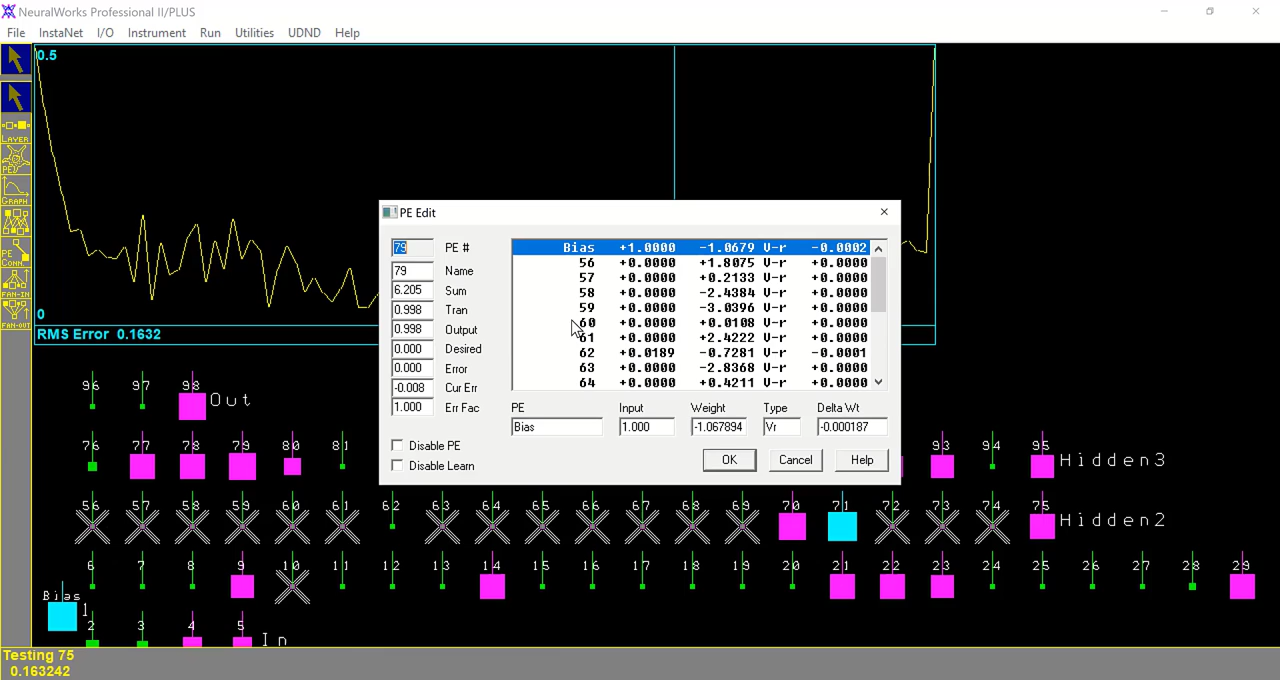 NeuralWorks Professional II/PLUS
File InstaNet I/O Instrument Run Utilities UDND Help
0.5
LAYER
PE
GRAPH
PE
CONN.
FAN-IN
FAN-OUT
0
RMS Error 0.1632
PE Edit
79 PE #
79 Name
6.205 Sum
0.998 Tran
0.998 Output
0.000 Desired
0.000 Error
-0.008 Cur Err
1.000 Err Fac
Disable PE
Disable Learn
Bias +1.0000 -1.0679 V-r -0.0002
56 +0.0000 +1.8075 V-r +0.0000
57 +0.0000 +0.2133 V-r +0.0000
58 +0.0000 -2.4384 V-r +0.0000
59 +0.0000 -3.0396 V-r +0.0000
60 +0.0000 +0.0108 V-r +0.0000
61 +0.0000 +2.4222 V-r +0.0000
62 +0.0189 -0.7281 V-r -0.0001
63 +0.0000 -2.8368 V-r +0.0000
64 +0.0000 +0.4211 V-r +0.0000
PE Input Weight Type Delta Wt
Bias 1.000 -1.067894 Vr -0.000187
OK Cancel Help
96 97 98 Out
76 77 78 79 80 81 93 94 95 Hidden3
56 57 58 59 60 61 62 63 64 65 66 67 68 69 70 71 72 73 74 75 Hidden2
6 7 8 9 10 11 12 13 14 15 16 17 18 19 20 21 22 23 24 25 26 27 28 29
Bias 1
2 3 4 5 In
Testing 75
0.163242